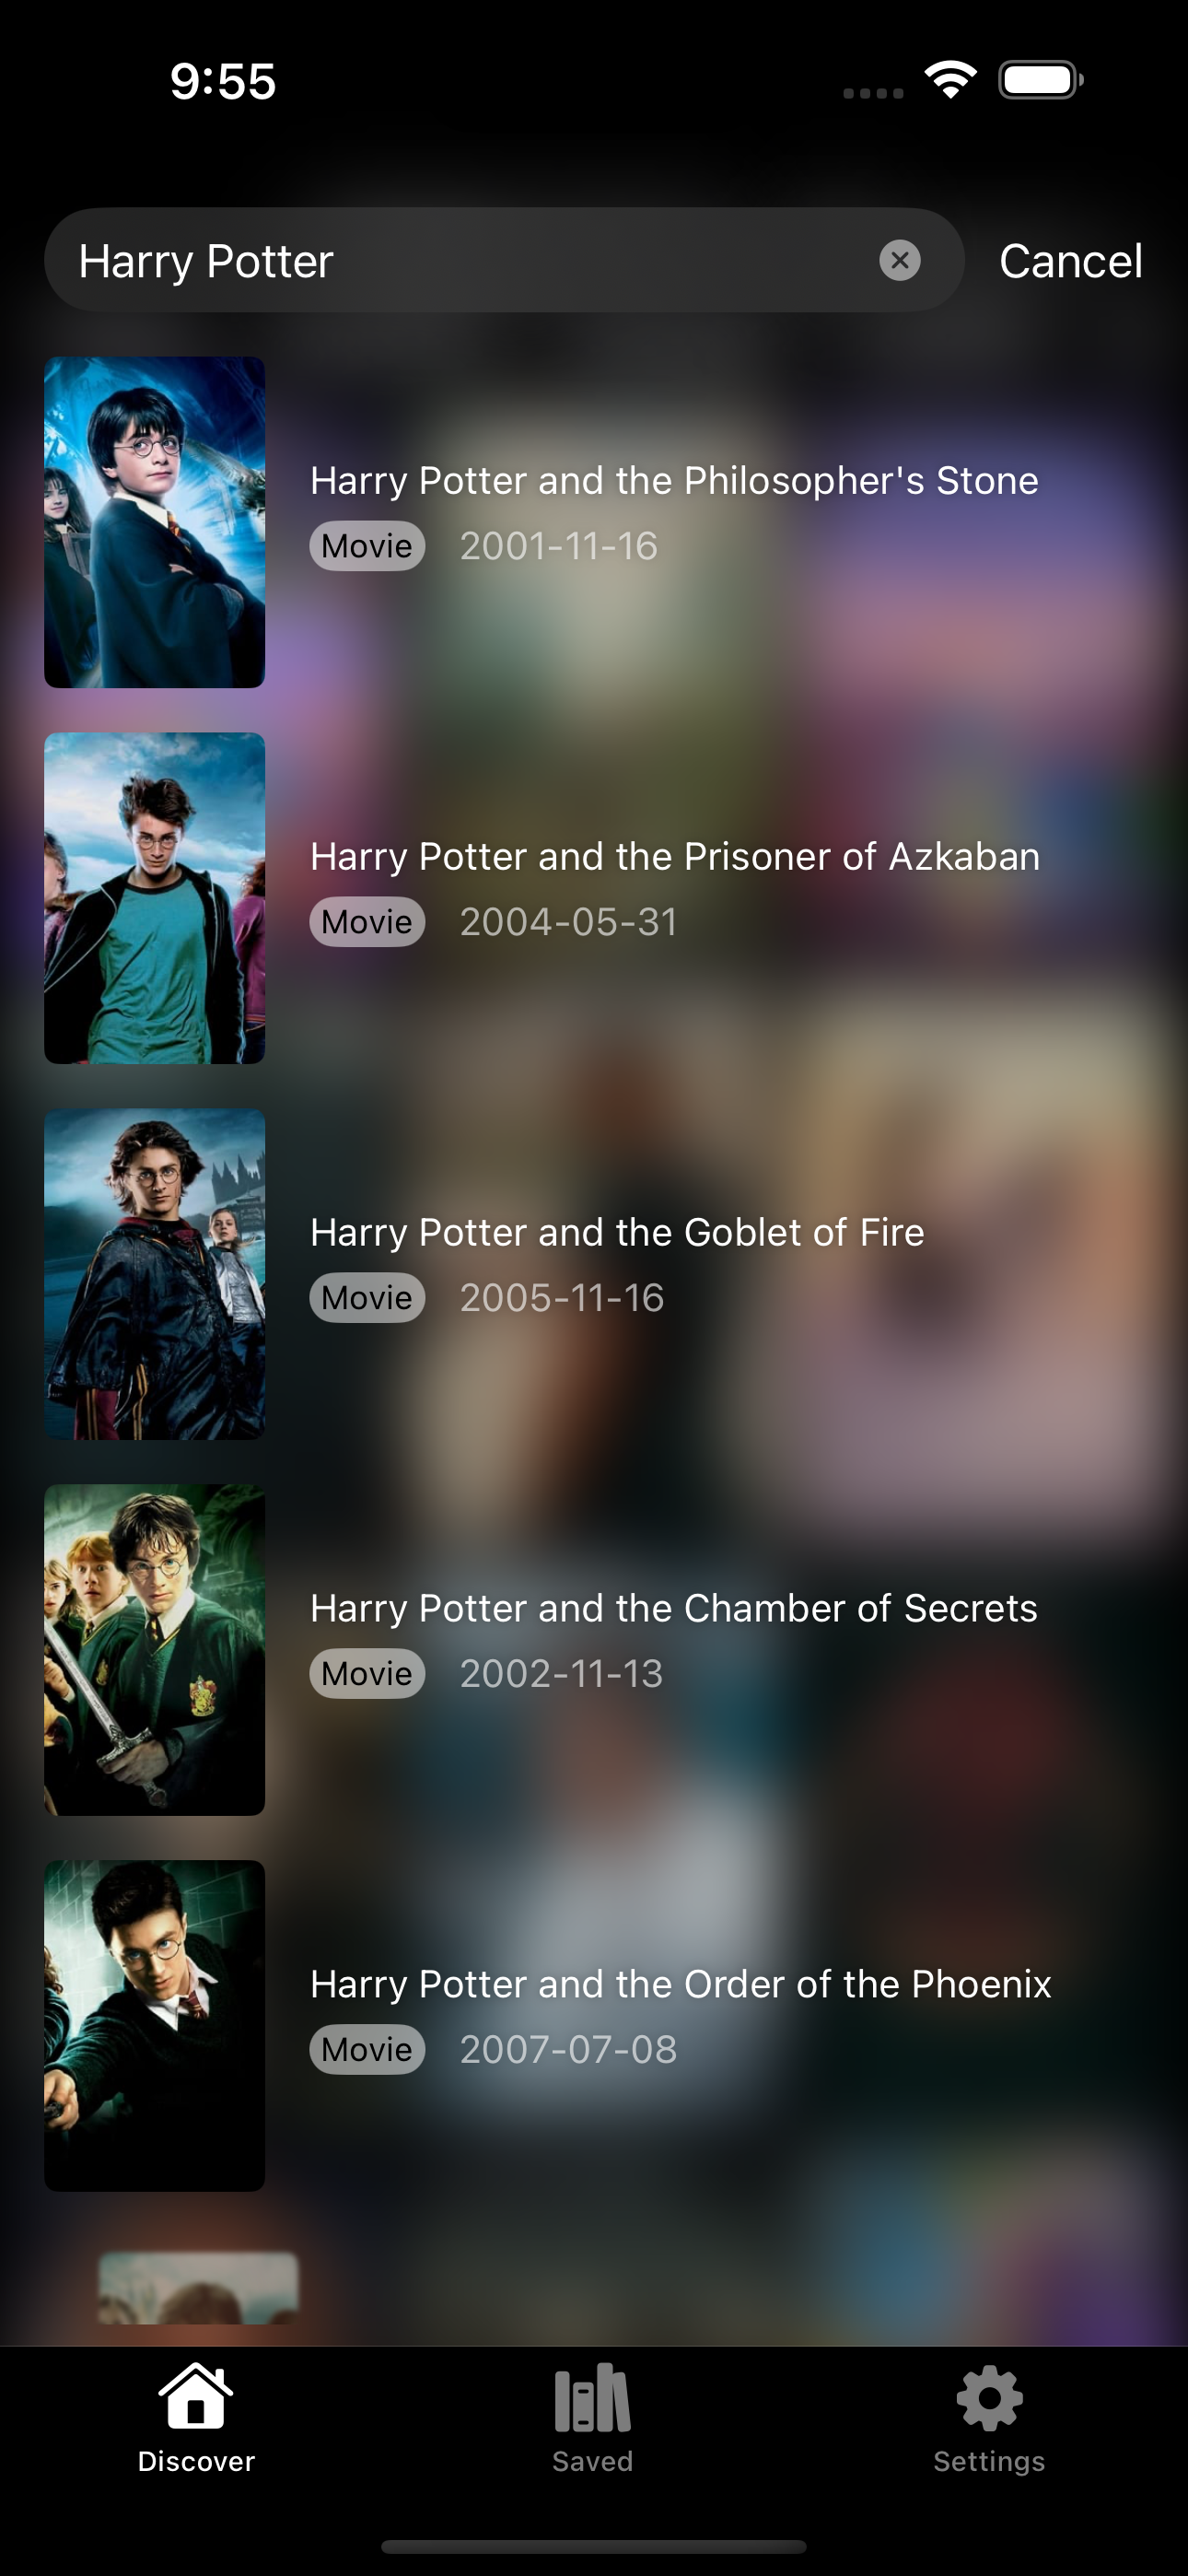 9:55
Harry Potter
Cancel
Harry Potter and the Philosopher's Stone
Movie 2001-11-16
Harry Potter and the Prisoner of Azkaban
Movie 2004-05-31
Harry Potter and the Goblet of Fire
Movie 2005-11-16
Harry Potter and the Chamber of Secrets
Movie 2002-11-13
Harry Potter and the Order of the Phoenix
Movie 2007-07-08
Discover
Saved
Settings